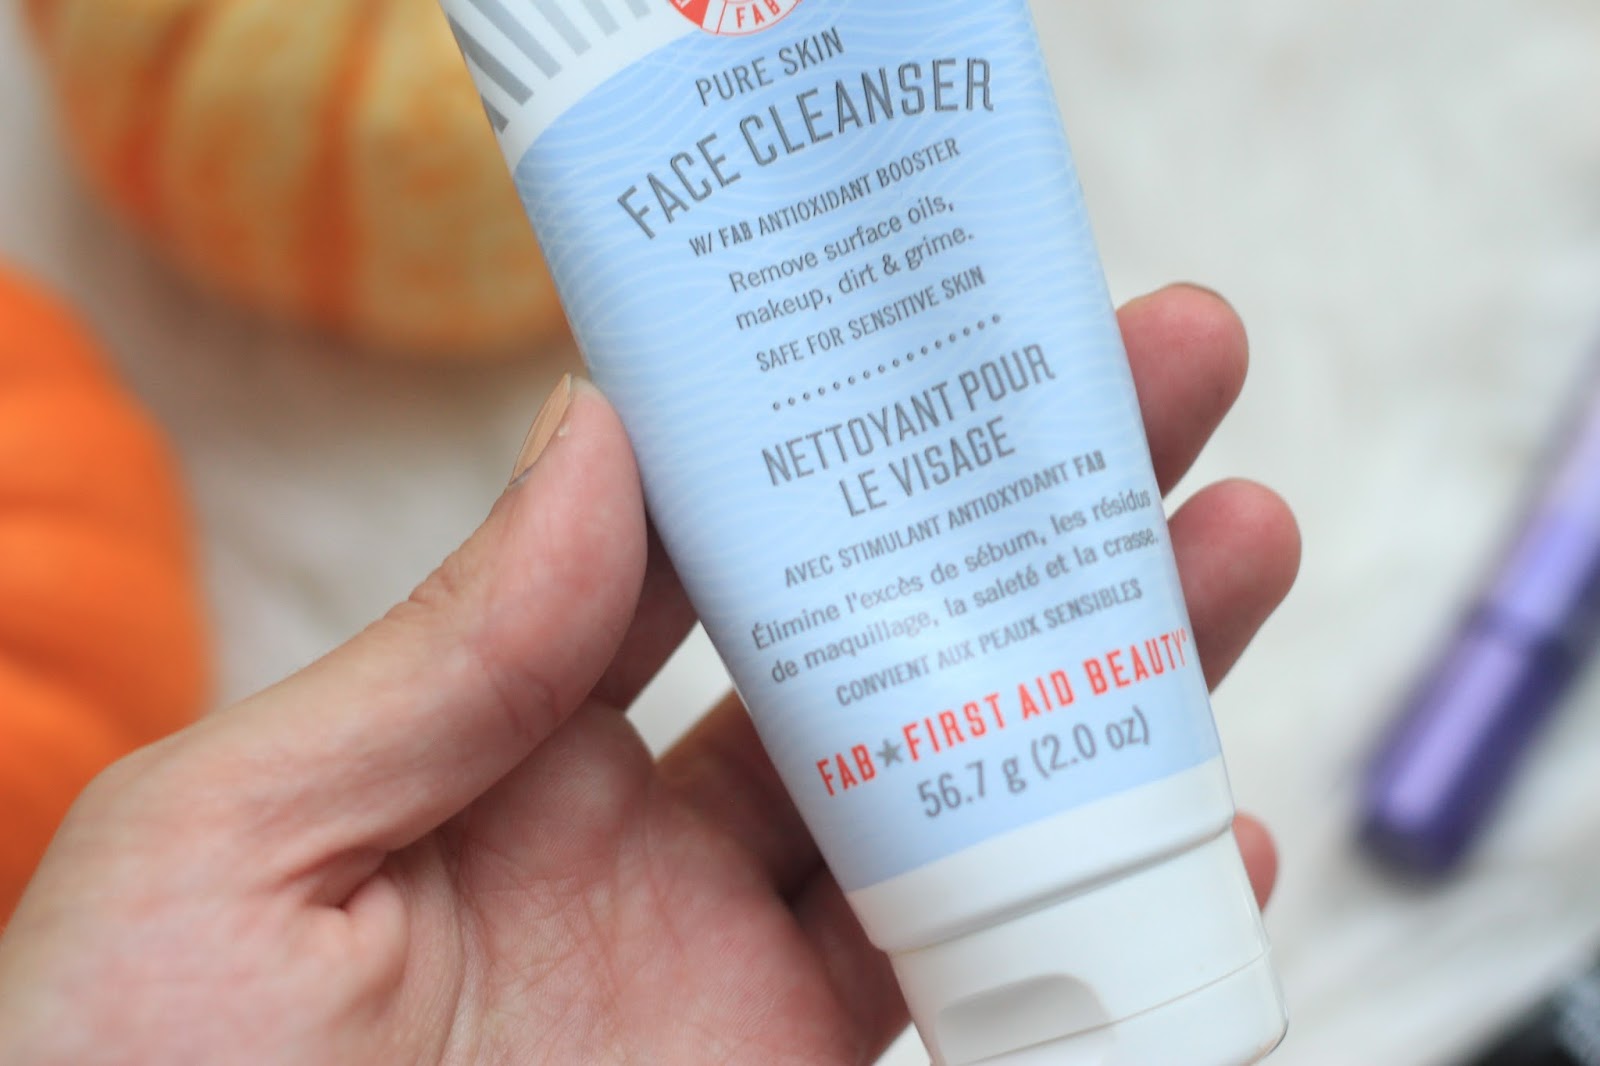 FAB
PURE SKIN
FACE CLEANSER
W/ FAB ANTIOXIDANT BOOSTER
Remove surface oils,
makeup, dirt & grime.
SAFE FOR SENSITIVE SKIN
NETTOYANT POUR
LE VISAGE
AVEC STIMULANT ANTIOXYDANT FAB
Élimine l'excès de sébum, les résidus
de maquillage, la saleté et la crasse.
CONVIENT AUX PEAUX SENSIBLES
FAB★FIRST AID BEAUTY®
56.7 g (2.0 oz)